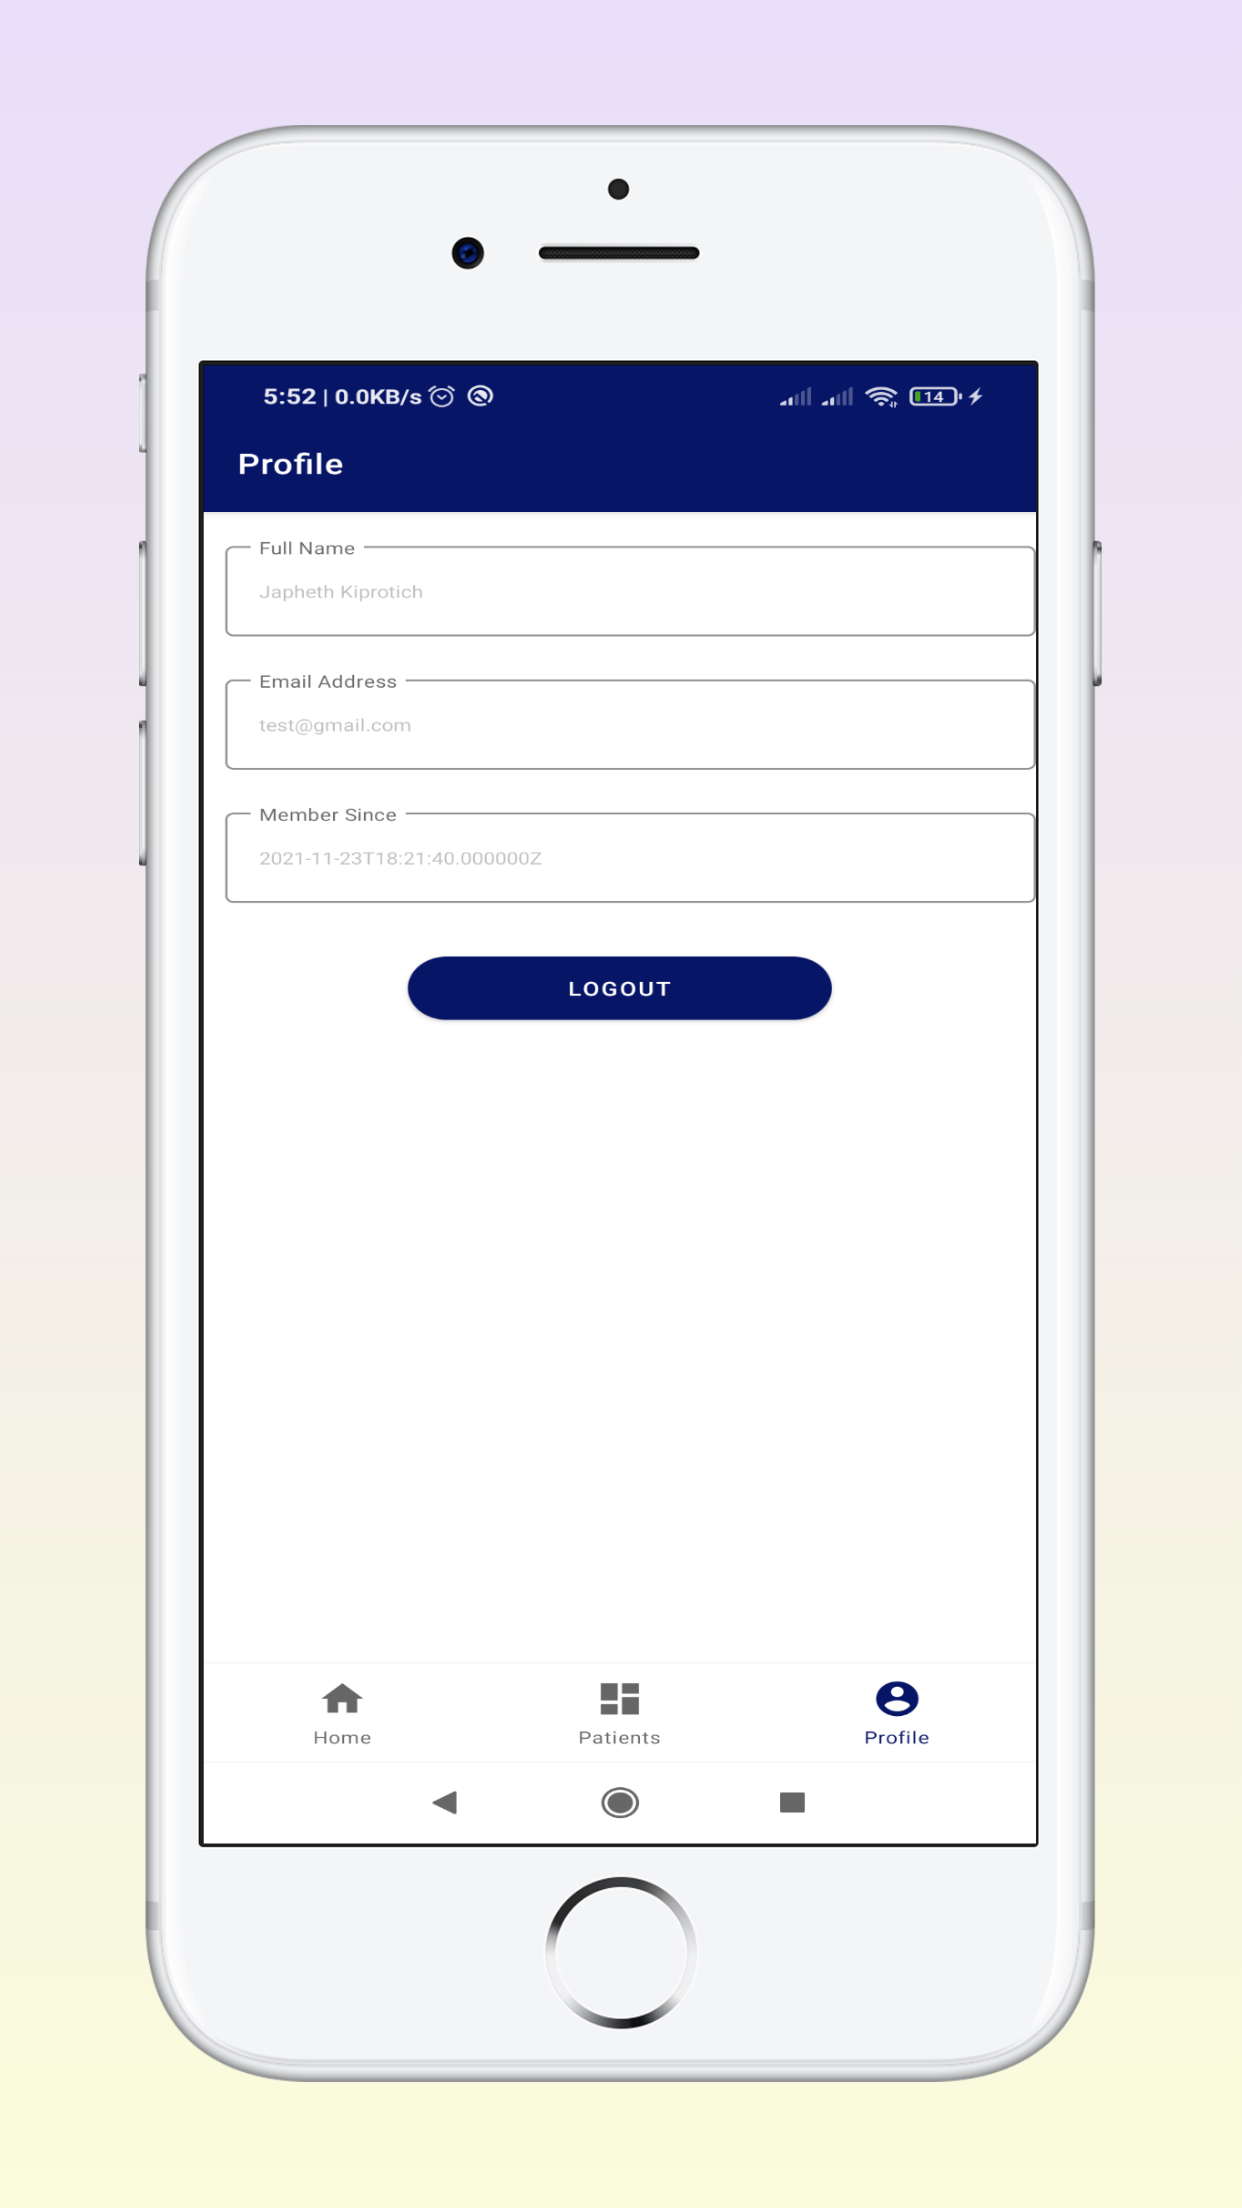 5:52 | 0.0KB/s
14
Profile
Full Name
Japheth Kiprotich
Email Address
test@gmail.com
Member Since
2021-11-23T18:21:40.000000Z
LOGOUT
Home Patients Profile